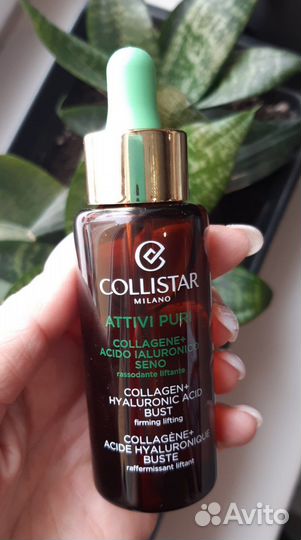 COLLISTAR
MILANO
ATTIVI PURI
COLLAGENE+
ACIDO IALURONICO
SENO
rassodante liftante
COLLAGEN+
HYALURONIC ACID
BUST
firming lifting
COLLAGÈNE+
ACIDE HYALURONIQUE
BUSTE
raffermissant liftant
Avito